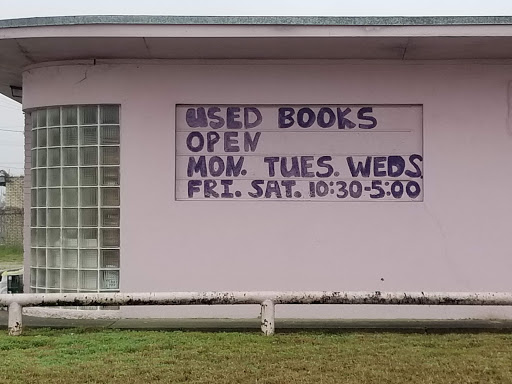 USED BOOKS
OPEN
MON. TUES. WEDS.
FRI. SAT. 10:30-5:00